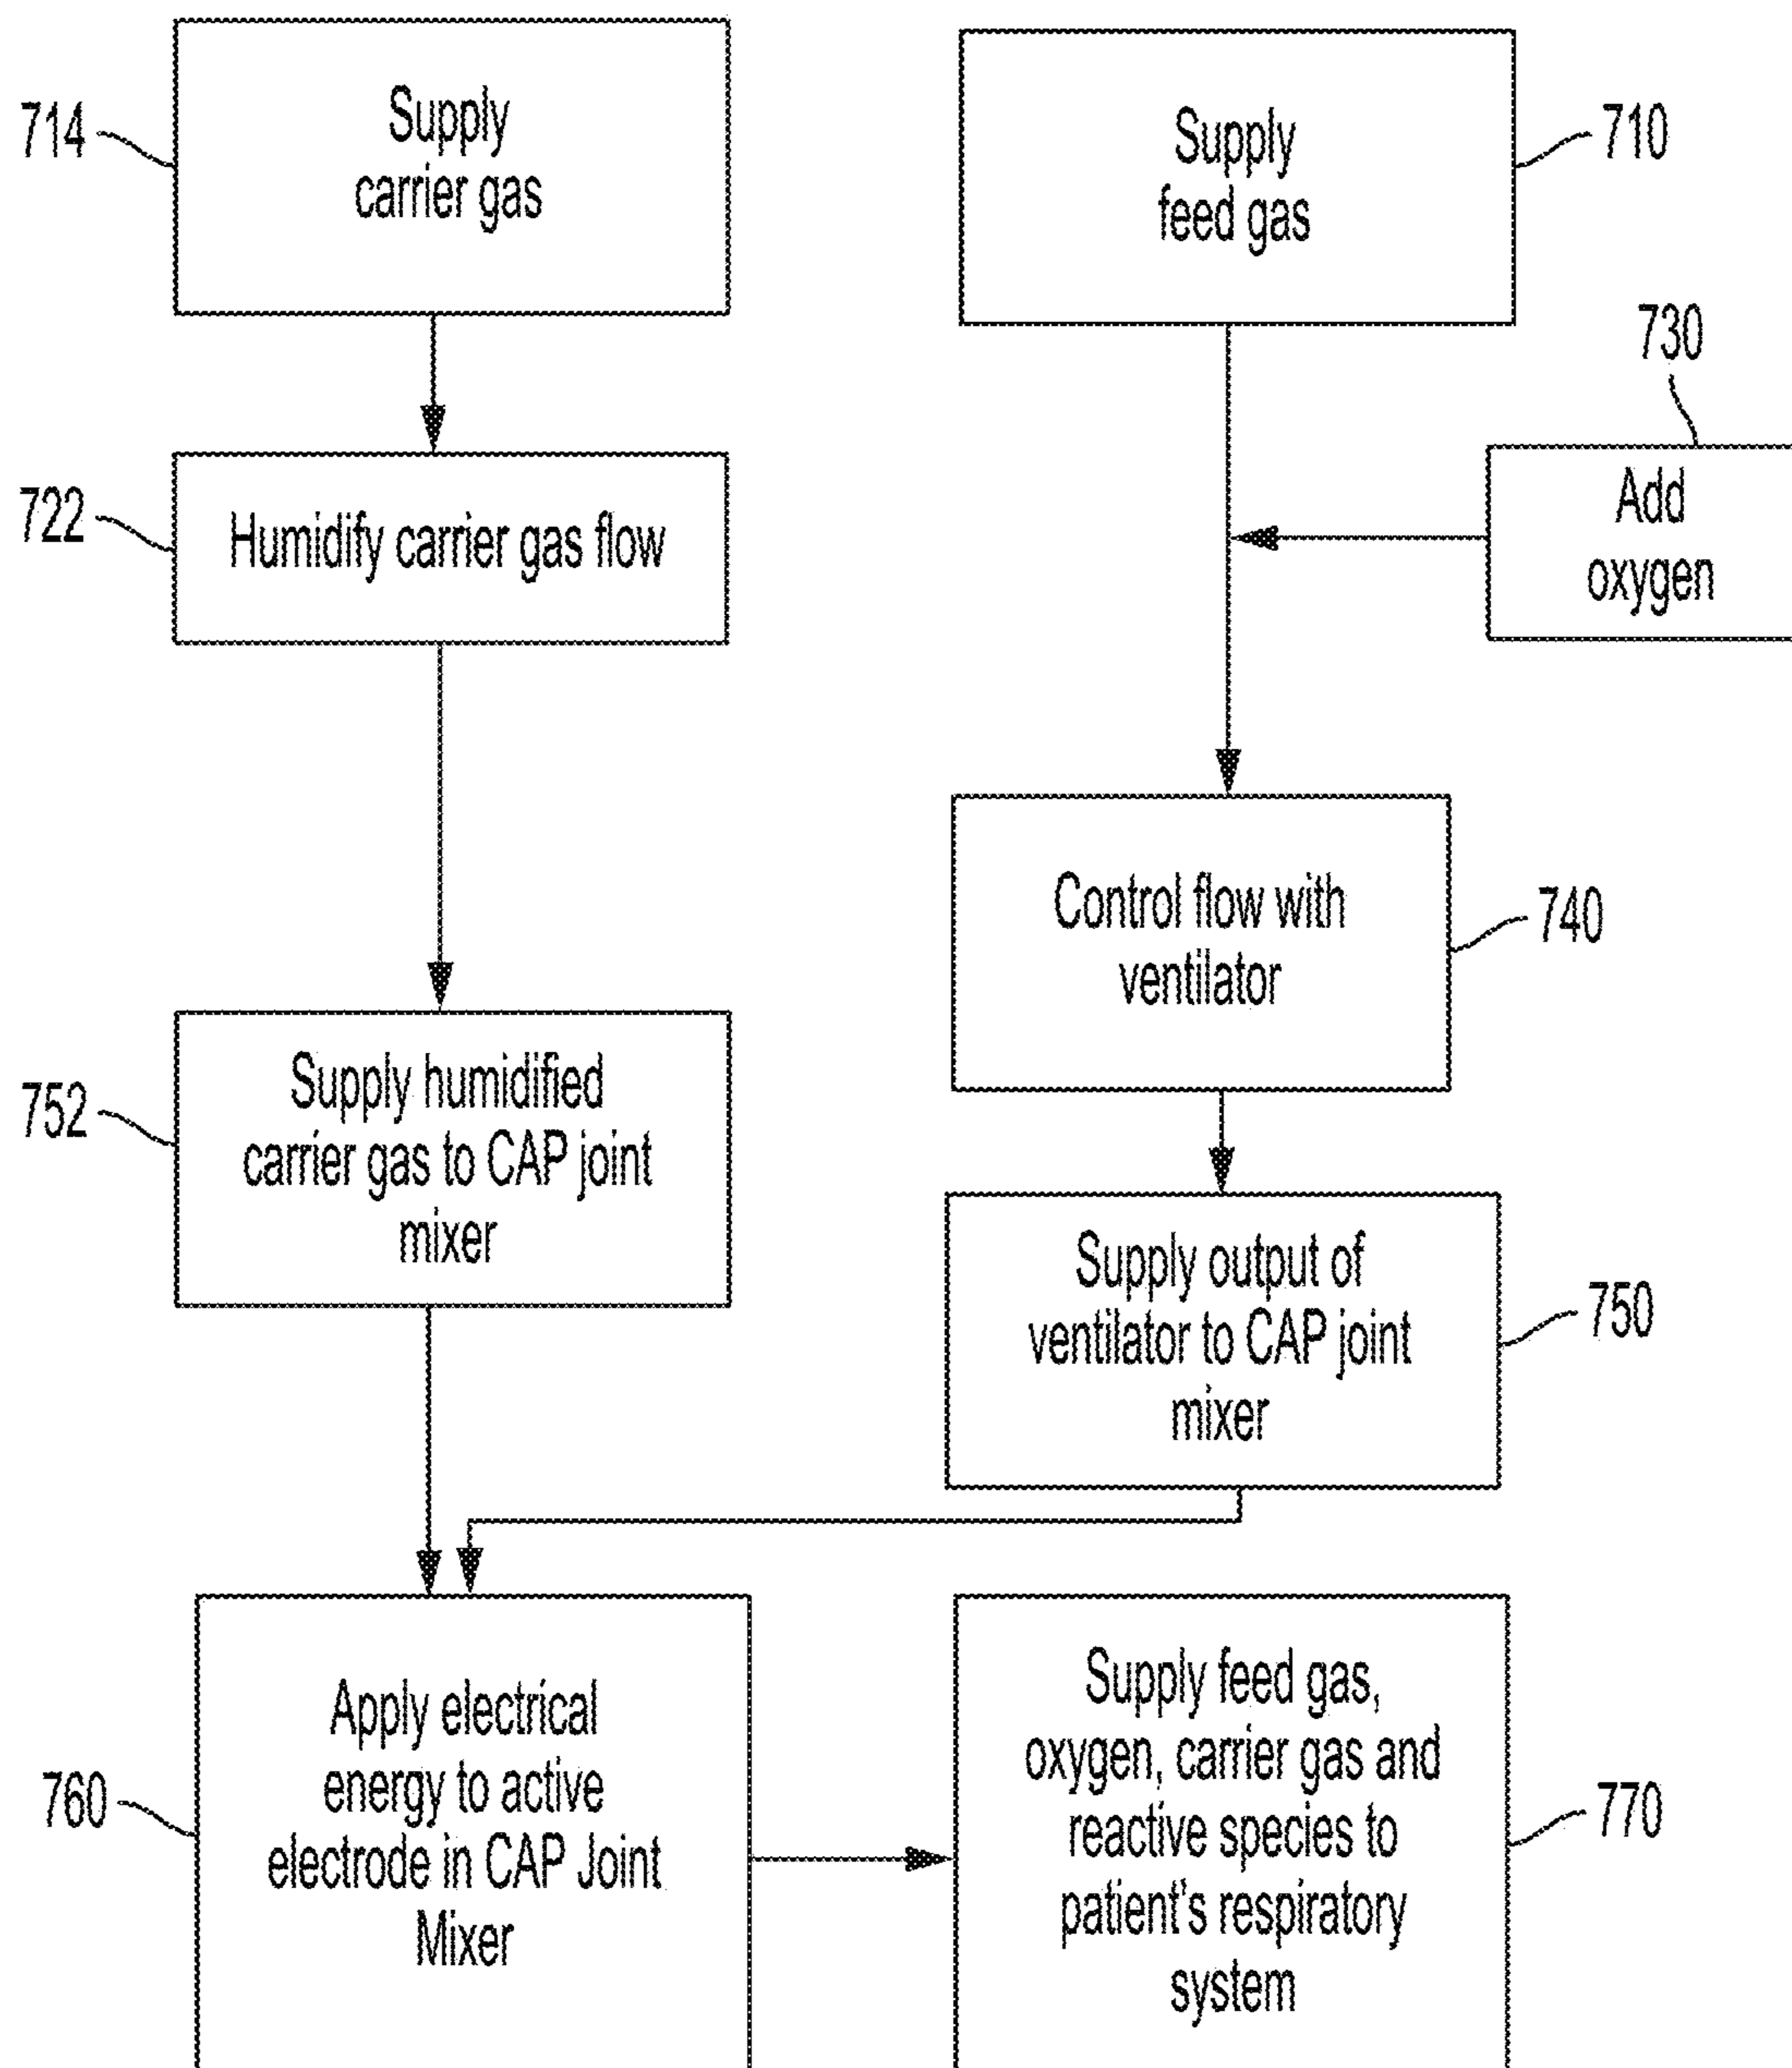 714
Supply
carrier gas
Supply
feed gas
710
730
Add
oxygen
722
Humidify carrier gas flow
Control flow with
ventilator
740
752
Supply humidified
carrier gas to CAP joint
mixer
Supply output of
ventilator to CAP joint
mixer
750
760
Apply electrical
energy to active
electrode in CAP Joint
Mixer
Supply feed gas,
oxygen, carrier gas and
reactive species to
patient's respiratory
system
770